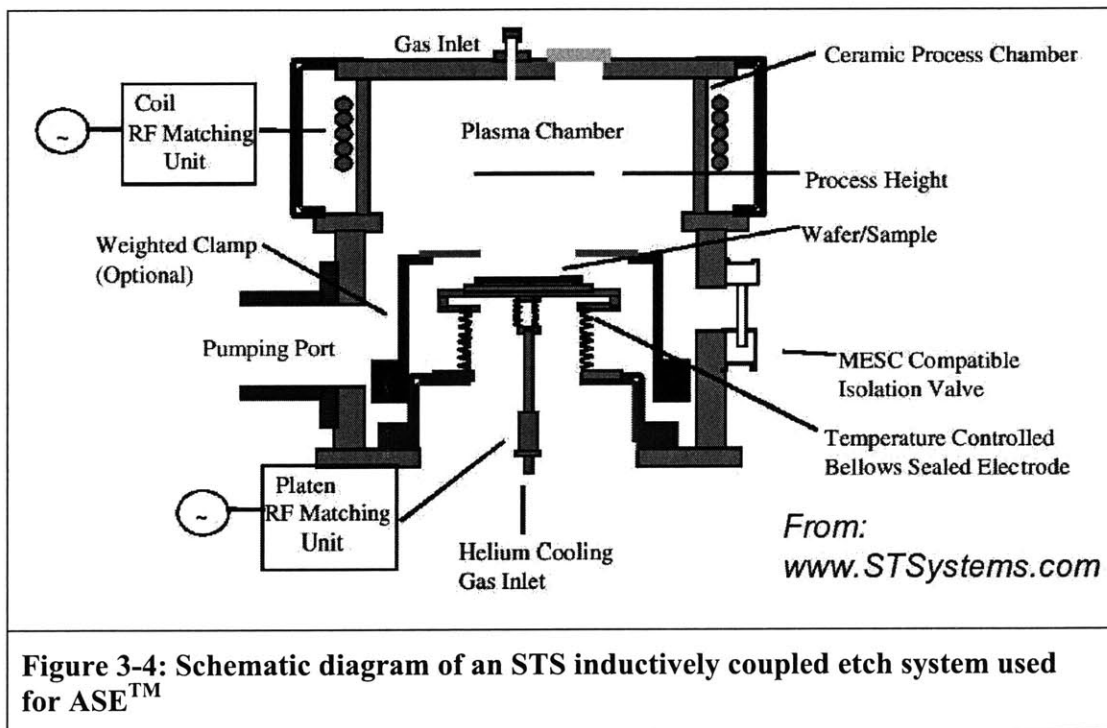 Gas Inlet
Ceramic Process Chamber
Coil
RF Matching
Unit
~
Plasma Chamber
Process Height
Wafer/Sample
Weighted Clamp
(Optional)
Pumping Port
MESC Compatible
Isolation Valve
Temperature Controlled
Bellows Sealed Electrode
Platen
RF Matching
Unit
~
Helium Cooling
Gas Inlet
From:
www.STSystems.com
Figure 3-4: Schematic diagram of an STS inductively coupled etch system used
for ASE™